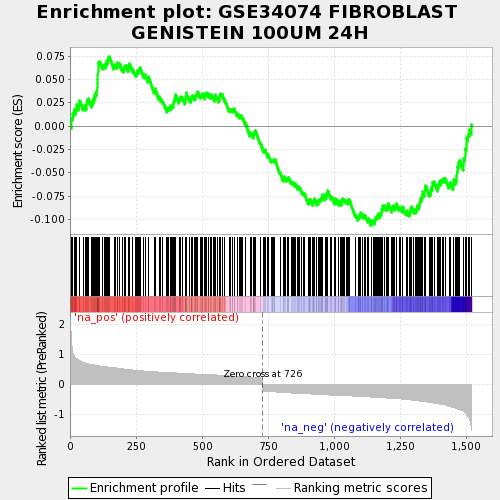 Enrichment plot: GSE34074 FIBROBLAST
GENISTEIN 100UM 24H
Enrichment score (ES)
0.075
0.050
0.025
0.000
-0.025
-0.050
-0.075
-0.100
'na_pos' (positively correlated)
Ranked list metric (PreRanked)
2
1
0
-1
Zero cross at 726
'na_neg' (negatively correlated)
0
250
500
750
1,000
1,250
1,500
Rank in Ordered Dataset
Enrichment profile
Hits
Ranking metric scores